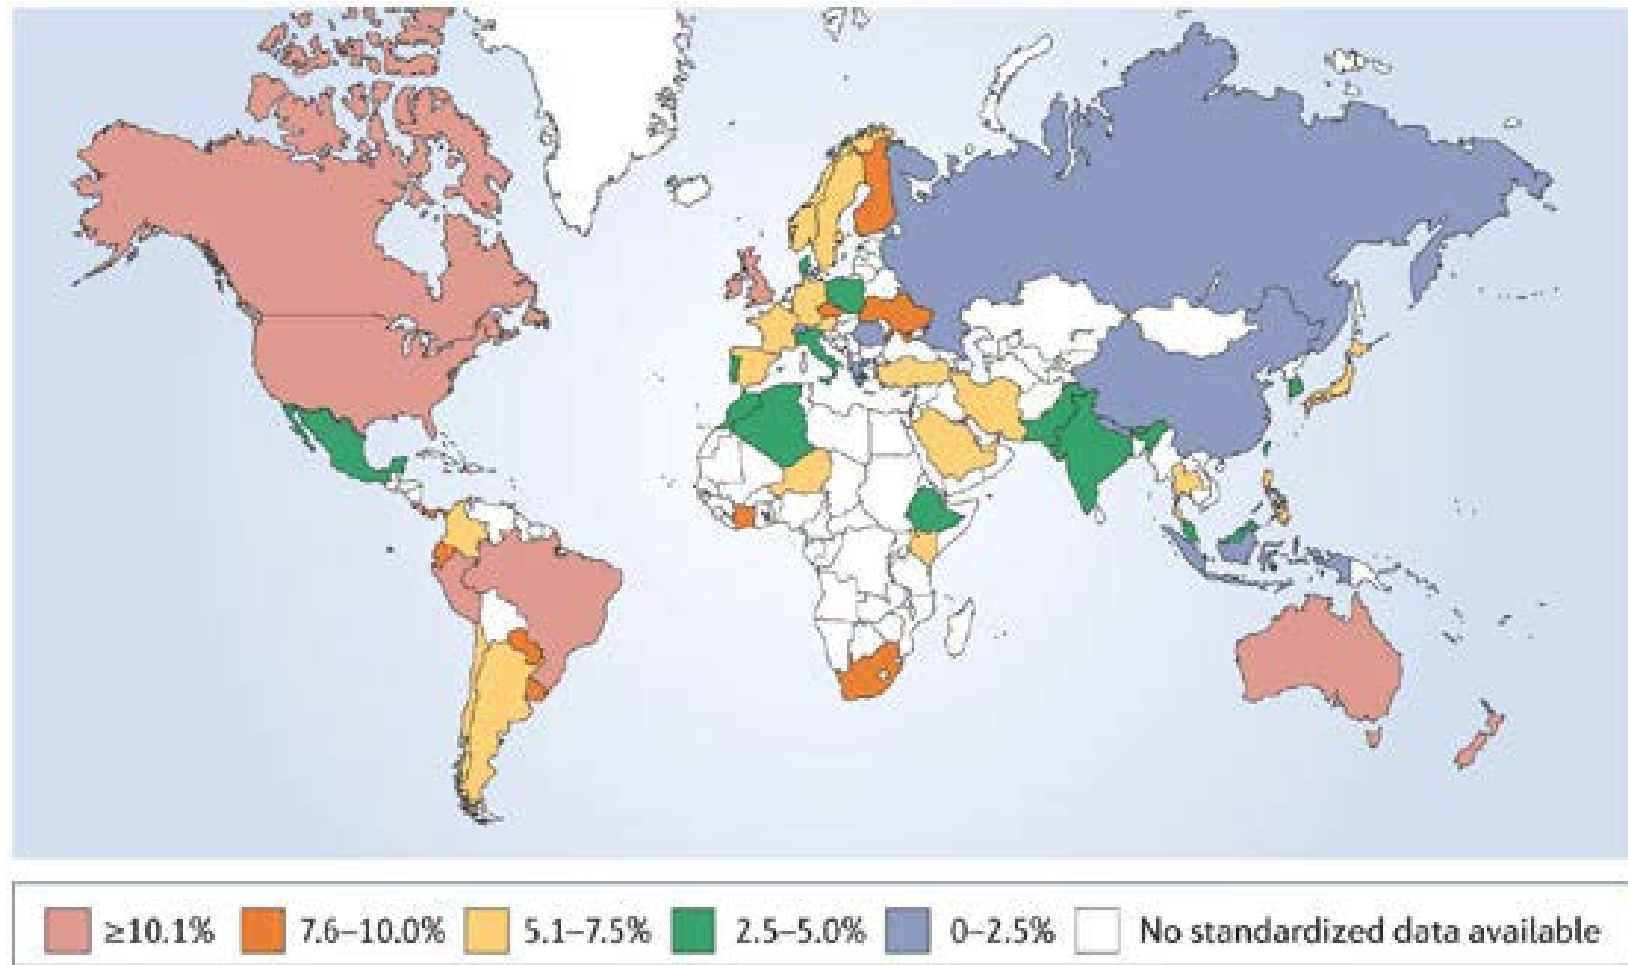 ≥10.1% 7.6–10.0% 5.1–7.5% 2.5–5.0% 0–2.5% No standardized data available